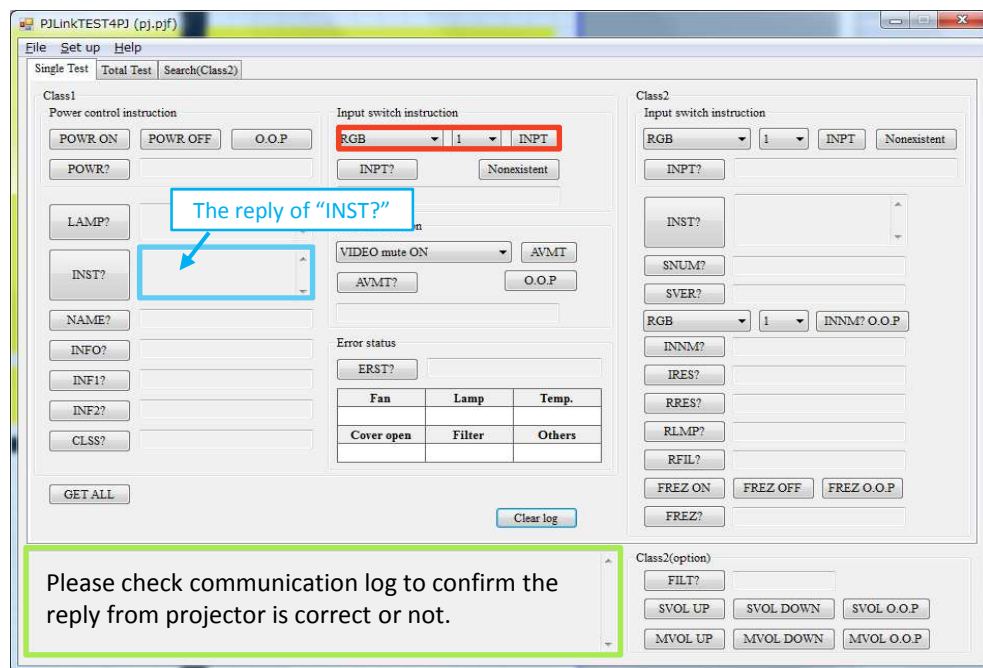 PJLinkTEST4PJ (pj.pjf)
File Set up Help
Single Test Total Test Search(Class2)
Class1
Power control instruction
POWR ON POWR OFF O.O.P
POWR?
LAMP?
The reply of “INST?”
INST?
NAME?
INFO?
INF1?
INF2?
CLSS?
GET ALL
Input switch instruction
RGB 1 INPT
INPT? Nonexistent
VIDEO mute ON AVMT
AVMT? O.O.P
Error status
ERST?
Fan Lamp Temp.
Cover open Filter Others
Clear log
Class2
Input switch instruction
RGB 1 INPT Nonexistent
INPT?
INST?
SNUM?
SVER?
RGB 1 INNM? O.O.P
INNM?
IRES?
RRES?
RLMP?
RFIL?
FREZ ON FREZ OFF FREZ O.O.P
FREZ?
Please check communication log to confirm the
reply from projector is correct or not.
Class2(option)
FILT?
SVOL UP SVOL DOWN SVOL O.O.P
MVOL UP MVOL DOWN MVOL O.O.P